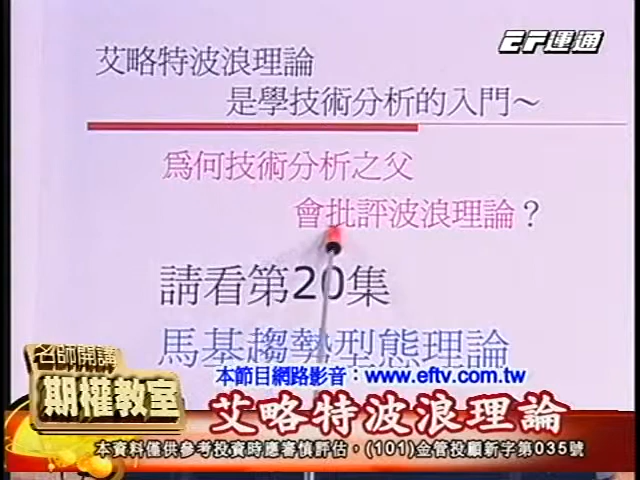 EF運通
艾略特波浪理論
是學技術分析的入門～
為何技術分析之父
會批評波浪理論？
請看第20集
馬基趨勢型態理論
本節目網路影音：www.eftv.com.tw
名師開講
期權教室
艾略特波浪理論
本資料僅供參考投資時應審慎評估，(101)金管投顧新字第035號